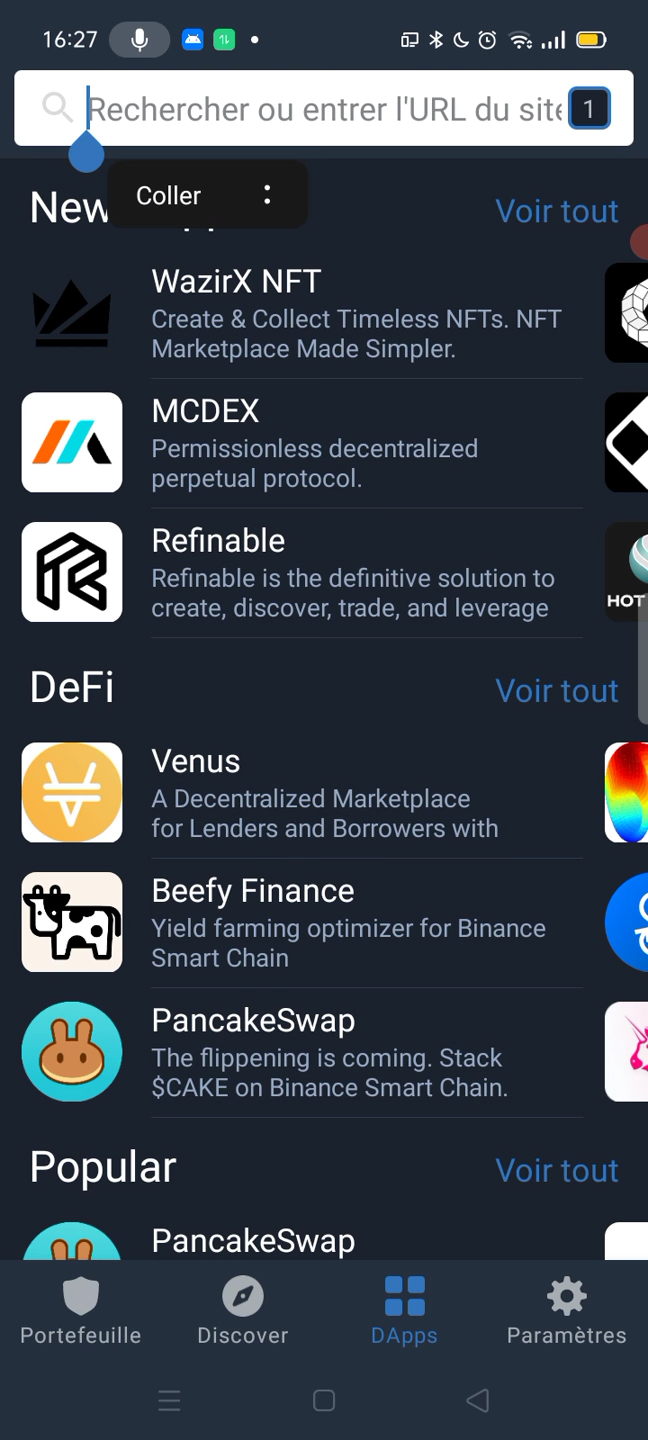 16:27
Rechercher ou entrer l'URL du site
1
Coller
New
Voir tout
WazirX NFT
Create & Collect Timeless NFTs. NFT
Marketplace Made Simpler.
MCDEX
Permissionless decentralized
perpetual protocol.
Refinable
Refinable is the definitive solution to
create, discover, trade, and leverage
HOT
DeFi
Voir tout
Venus
A Decentralized Marketplace
for Lenders and Borrowers with
Beefy Finance
Yield farming optimizer for Binance
Smart Chain
PancakeSwap
The flippening is coming. Stack
$CAKE on Binance Smart Chain.
Popular
Voir tout
PancakeSwap
Portefeuille
Discover
DApps
Paramètres